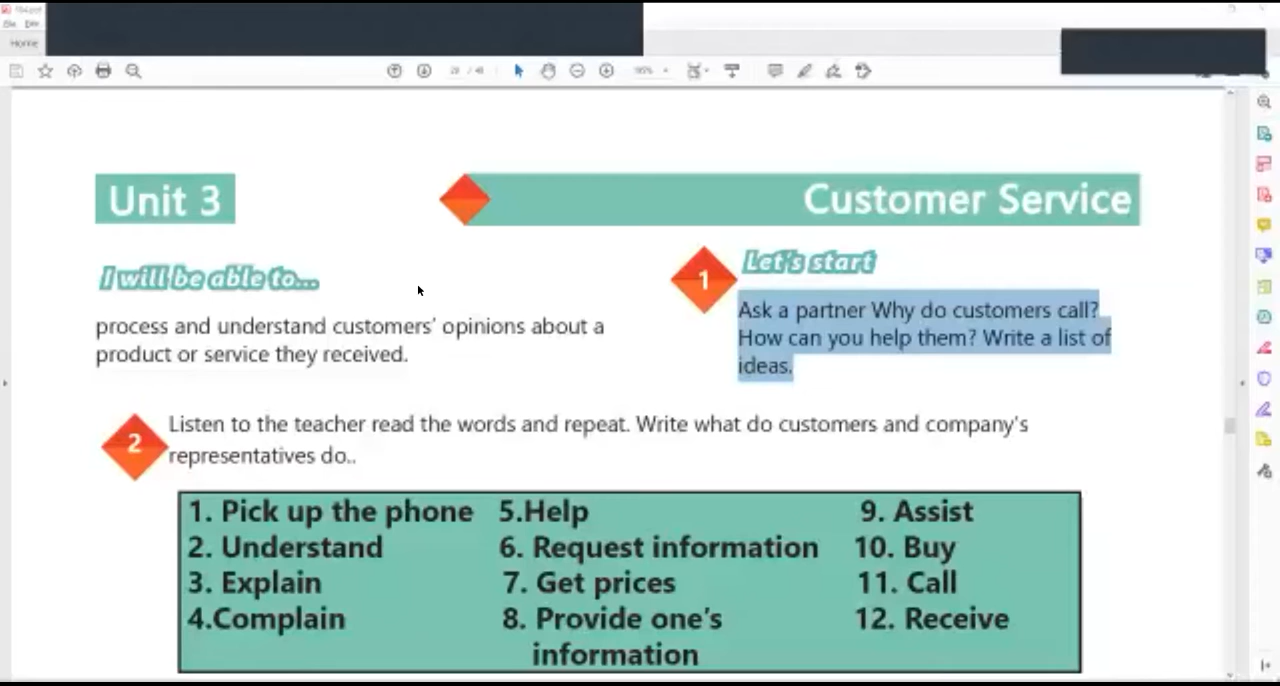 Home
Unit 3
Customer Service
I will be able to...
process and understand customers' opinions about a
product or service they received.
1
Let's start
Ask a partner Why do customers call?
How can you help them? Write a list of
ideas.
2
Listen to the teacher read the words and repeat. Write what do customers and company's
representatives do..
1. Pick up the phone
2. Understand
3. Explain
4.Complain
5.Help
6. Request information
7. Get prices
8. Provide one's
information
9. Assist
10. Buy
11. Call
12. Receive